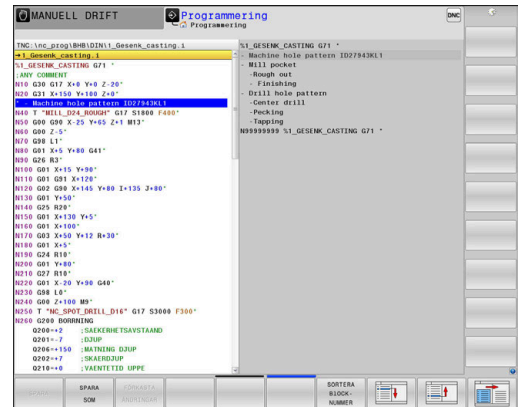 MANUELL DRIFT
Programmering
Programmering
DNC
TNC:\nc_prog\BHB\DIN\1_Gesenk_casting.i
→1_Gesenk_casting.i
%1_GESENK_CASTING G71 *
;ANY COMMENT
N10 G30 G17 X+0 Y+0 Z-20*
N20 G31 X+150 Y+100 Z+0*
* - Machine hole pattern ID27943KL1
N40 T "MILL_D24_ROUGH" G17 S1800 F400*
N50 G00 G90 X-25 Y+65 Z+1 M13*
N60 G00 Z-5*
N70 G98 L1*
N80 G01 X+5 Y+80 G41*
N90 G26 R3*
N100 G01 X+15 Y+90*
N110 G01 G91 X+120*
N120 G02 G90 X+145 Y+80 I+135 J+80*
N130 G01 Y+50*
N140 G25 R20*
N150 G01 X+130 Y+5*
N160 G01 X+100*
N170 G03 X+50 Y+12 R+30*
N180 G01 X+5*
N190 G24 R10*
N200 G01 Y+80*
N210 G27 R10*
N220 G01 X-20 Y+90 G40*
N230 G98 L0*
N240 G00 Z+100 M9*
N250 T "NC_SPOT_DRILL_D16" G17 S3000 F300*
N260 G200 BORRNING
Q200=+2 ;SAEKERHETSAVSTAAND
Q201=-7 ;DJUP
Q206=+150 ;MATNING DJUP
Q202=+7 ;SKAERDJUP
Q210=+0 ;VAENTETID UPPE
%1_GESENK_CASTING G71 *
- Machine hole pattern ID27943KL1
- Mill pocket
-Rough out
- Finishing
- Drill hole pattern
-Center drill
-Pecking
-Tapping
N99999999 %1_GESENK_CASTING G71 *
SPARA
SPARA
SOM
FÖRKASTA
ÄNDRINGAR
SORTERA
BLOCK-
NUMMER